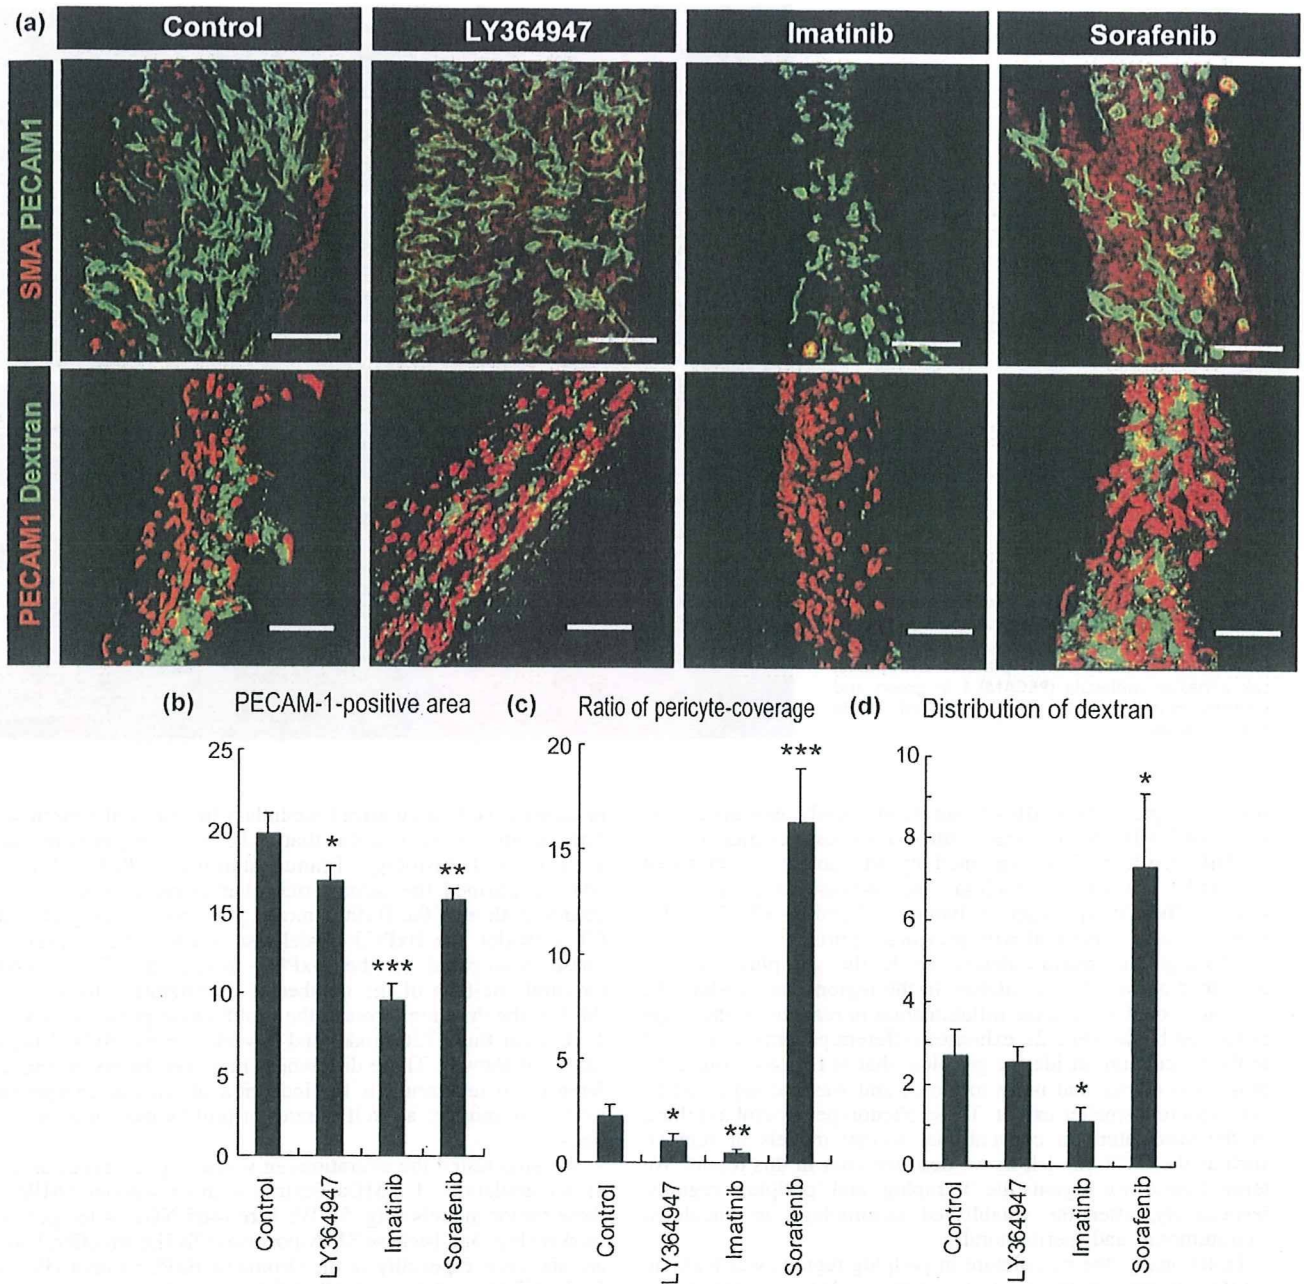 (a) Control LY364947 Imatinib Sorafenib
SMA PECAM1
PECAM1 Dextran
(b) PECAM-1-positive area
25
20
15
10
5
0
*
***
**
Control
LY364947
Imatinib
Sorafenib
(c) Ratio of pericyte-coverage
20
15
10
5
0
*
**
***
Control
LY364947
Imatinib
Sorafenib
(d) Distribution of dextran
10
8
6
4
2
0
*
*
Control
LY364947
Imatinib
Sorafenib